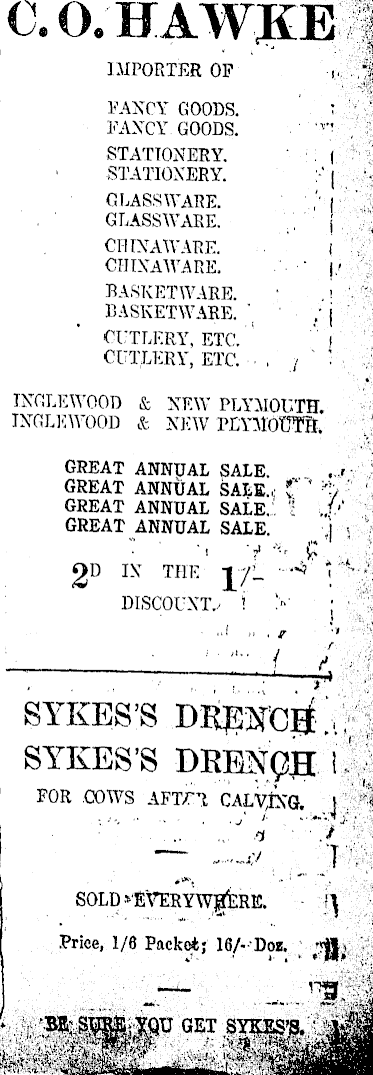 C. O. HAWKE
IMPORTER OF
FANCY GOODS.
FANCY GOODS.
STATIONERY.
STATIONERY.
GLASSWARE.
GLASSWARE.
CHINAWARE.
CHINAWARE.
BASKETWARE.
BASKETWARE.
CUTLERY, ETC.
CUTLERY, ETC.
INGLEWOOD & NEW PLYMOUTH.
INGLEWOOD & NEW PLYMOUTH.
GREAT ANNUAL SALE.
GREAT ANNUAL SALE.
GREAT ANNUAL SALE.
GREAT ANNUAL SALE.
2D IN THE 1/-
DISCOUNT.
SYKES'S DRENCH
SYKES'S DRENCH
FOR COWS AFTER CALVING.
SOLD EVERYWHERE.
Price, 1/6 Packet; 16/- Doz.
BE SURE YOU GET SYKES'S.